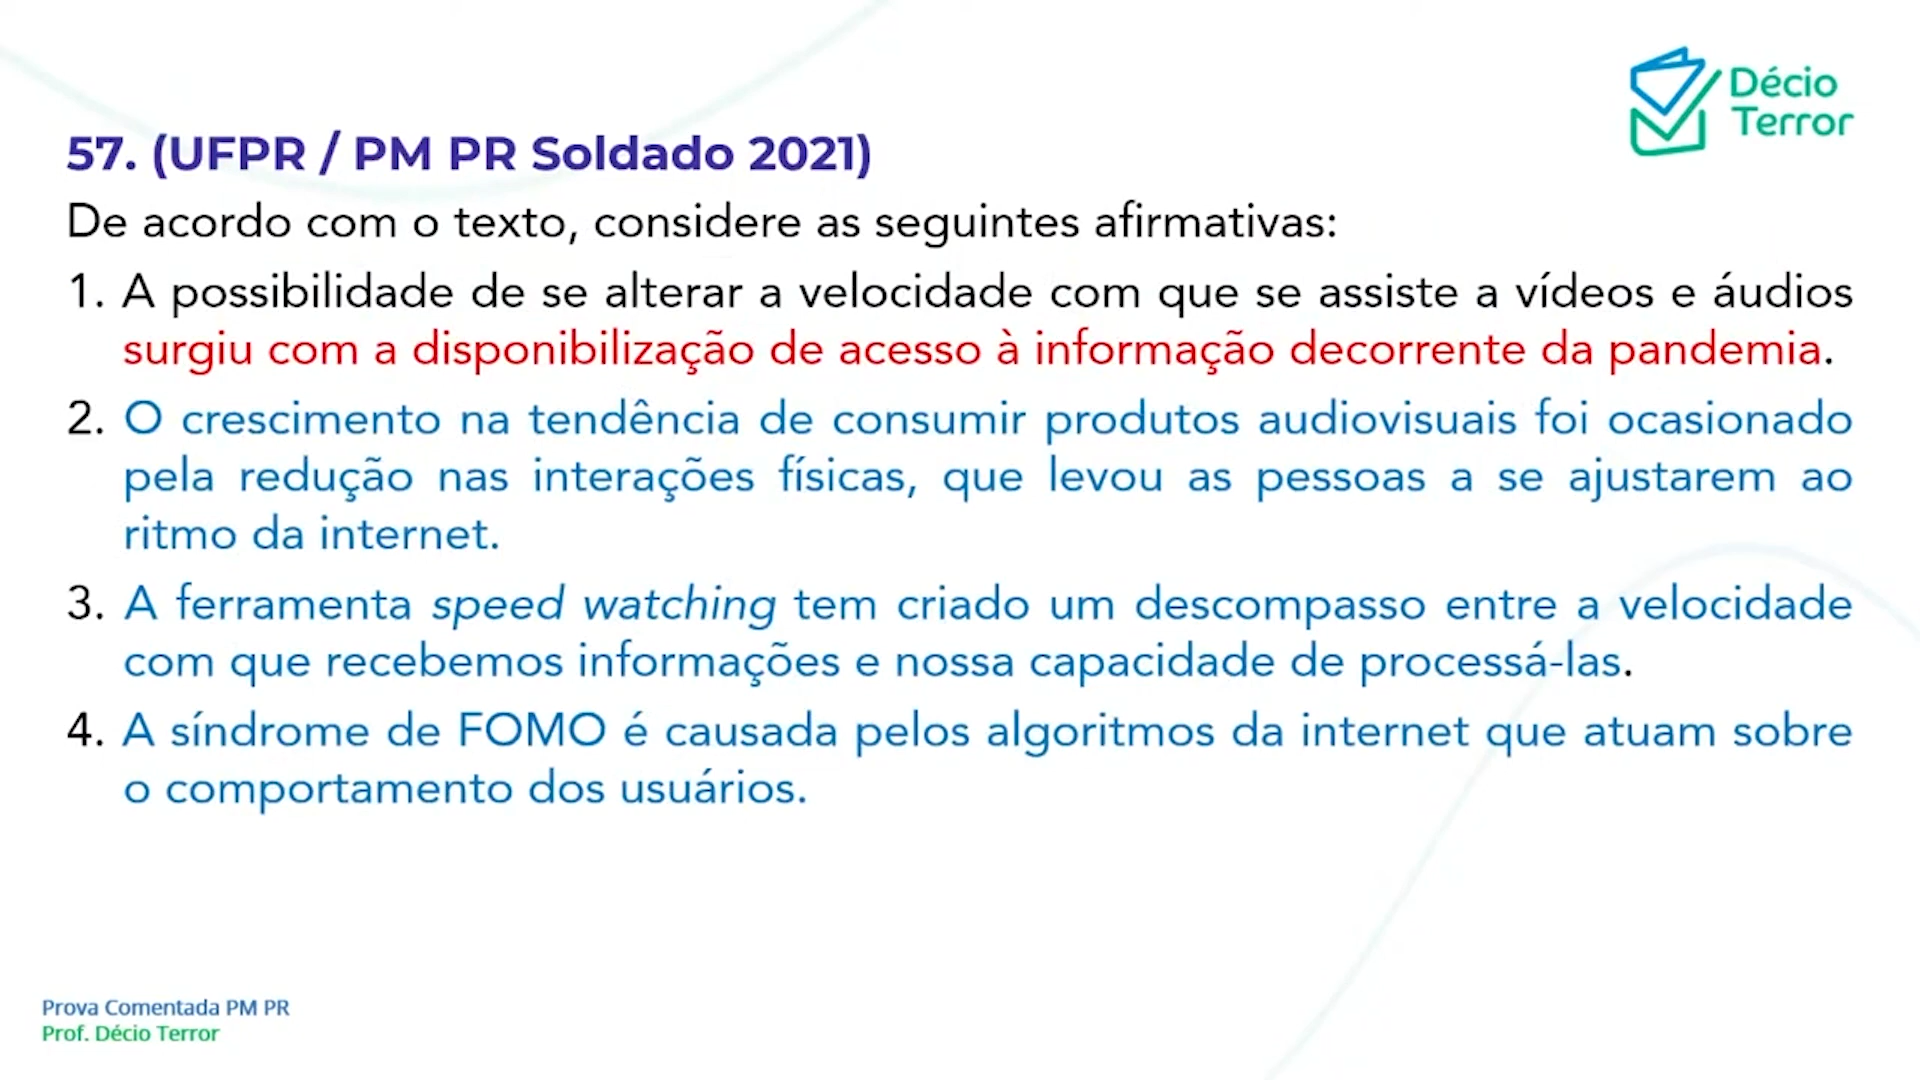 Décio
Terror
57. (UFPR / PM PR Soldado 2021)
De acordo com o texto, considere as seguintes afirmativas:
1. A possibilidade de se alterar a velocidade com que se assiste a vídeos e áudios
surgiu com a disponibilização de acesso à informação decorrente da pandemia.
2. O crescimento na tendência de consumir produtos audiovisuais foi ocasionado
pela redução nas interações físicas, que levou as pessoas a se ajustarem ao
ritmo da internet.
3. A ferramenta speed watching tem criado um descompasso entre a velocidade
com que recebemos informações e nossa capacidade de processá-las.
4. A síndrome de FOMO é causada pelos algoritmos da internet que atuam sobre
o comportamento dos usuários.
Prova Comentada PM PR
Prof. Décio Terror